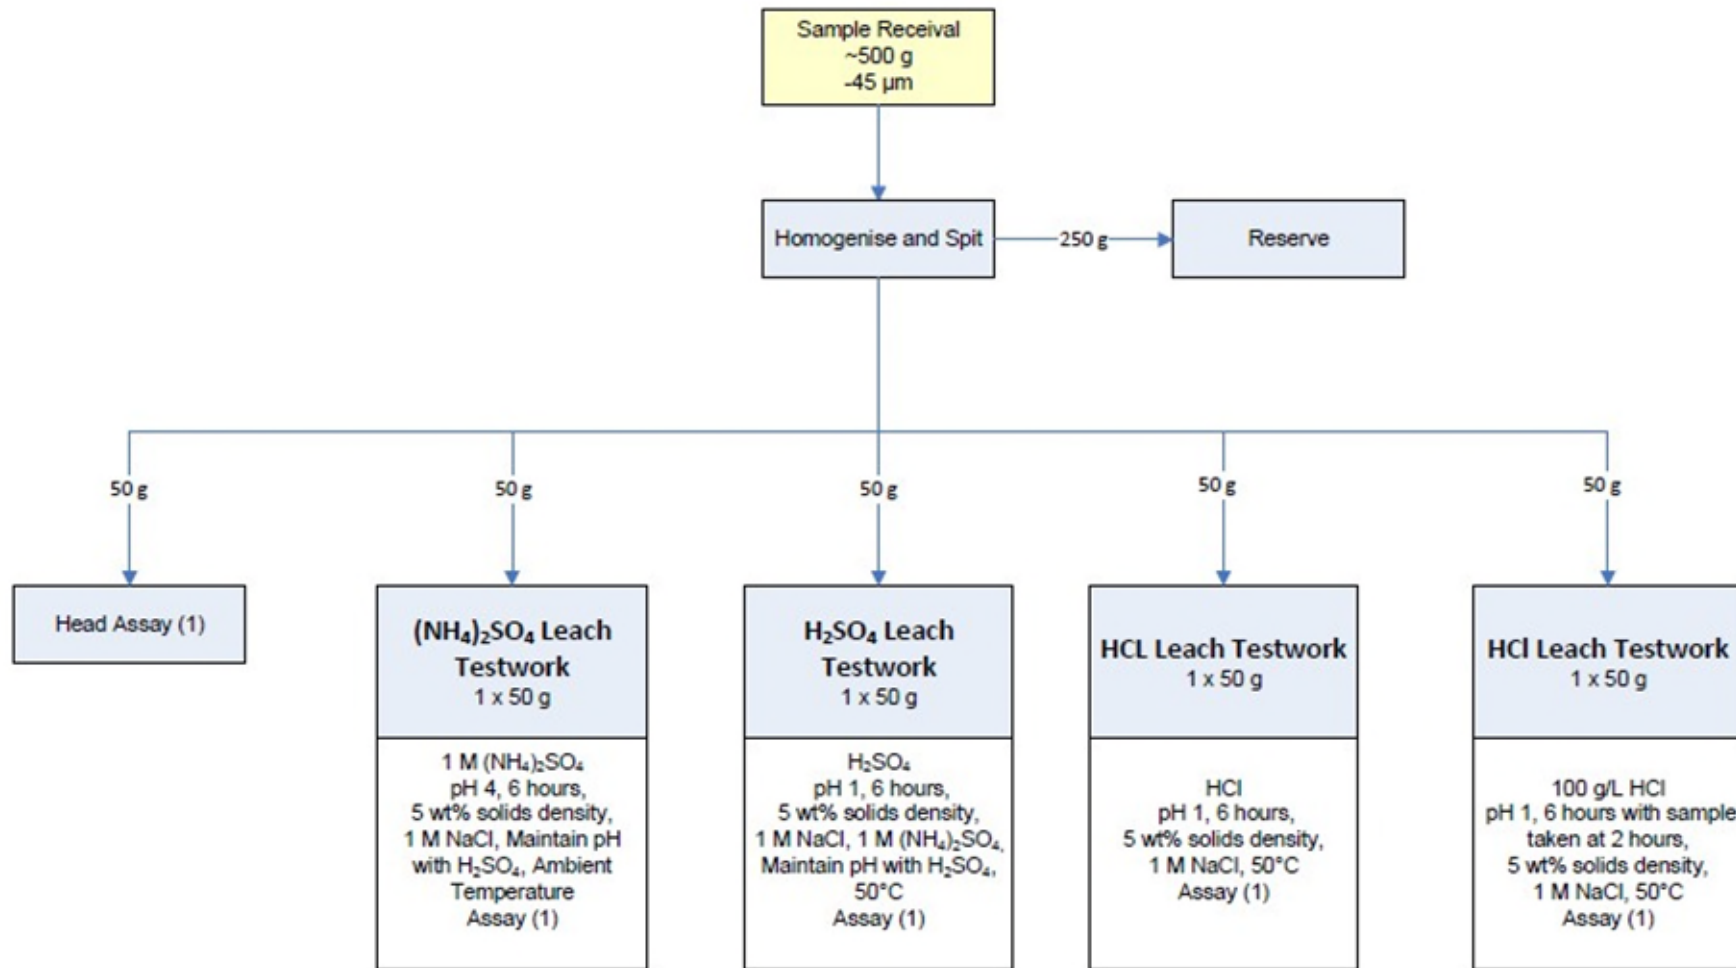 Sample Receival
~500 g
-45 µm
Homogenise and Spit
250 g
Reserve
50 g
50 g
50 g
50 g
50 g
Head Assay (1)
(NH₄)₂SO₄ Leach
Testwork
1 x 50 g
1 M (NH₄)₂SO₄
pH 4, 6 hours,
5 wt% solids density,
1 M NaCl, Maintain pH
with H₂SO₄, Ambient
Temperature
Assay (1)
H₂SO₄ Leach
Testwork
1 x 50 g
H₂SO₄
pH 1, 6 hours,
5 wt% solids density,
1 M NaCl, 1 M (NH₄)₂SO₄,
Maintain pH with H₂SO₄,
50°C
Assay (1)
HCL Leach Testwork
1 x 50 g
HCl
pH 1, 6 hours,
5 wt% solids density,
1 M NaCl, 50°C
Assay (1)
HCl Leach Testwork
1 x 50 g
100 g/L HCl
pH 1, 6 hours with sample
taken at 2 hours,
5 wt% solids density,
1 M NaCl, 50°C
Assay (1)